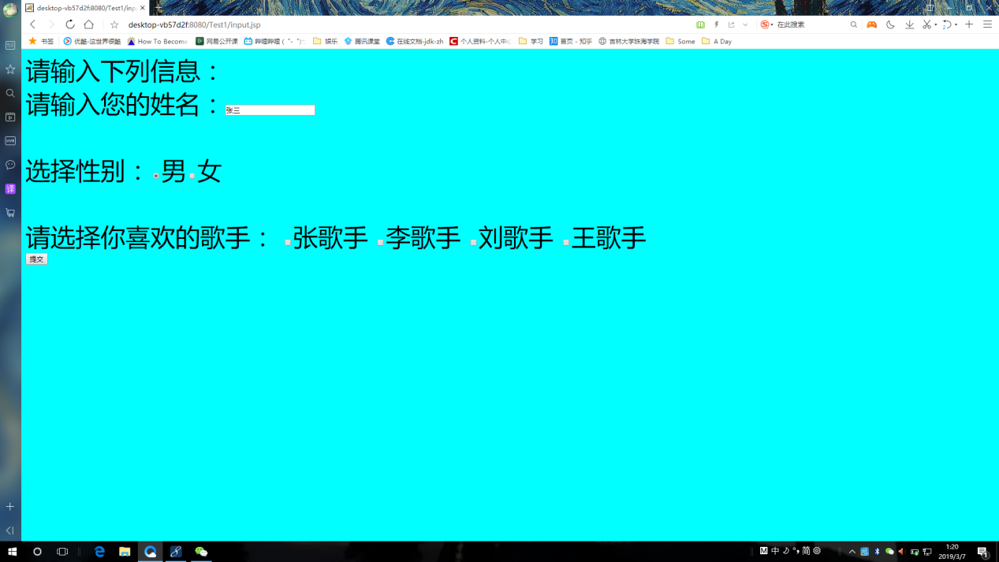 desktop-vb57d2f:8080/Test1/inp
desktop-vb57d2f:8080/Test1/input.jsp
在此搜索
书签 优酷-这世界很酷 How To Become 网易公开课 哔哩哔哩 ( ゜- ゜)つ 娱乐 腾讯课堂 在线文档-jdk-zh 个人资料-个人中心 学习 首页 - 知乎 吉林大学珠海学院 Some A Day
请输入下列信息：
请输入您的姓名： 张三
选择性别： 男 女
请选择你喜欢的歌手： 张歌手 李歌手 刘歌手 王歌手
提交
LIVE
译
M 中 简
1:20
2019/3/7
1